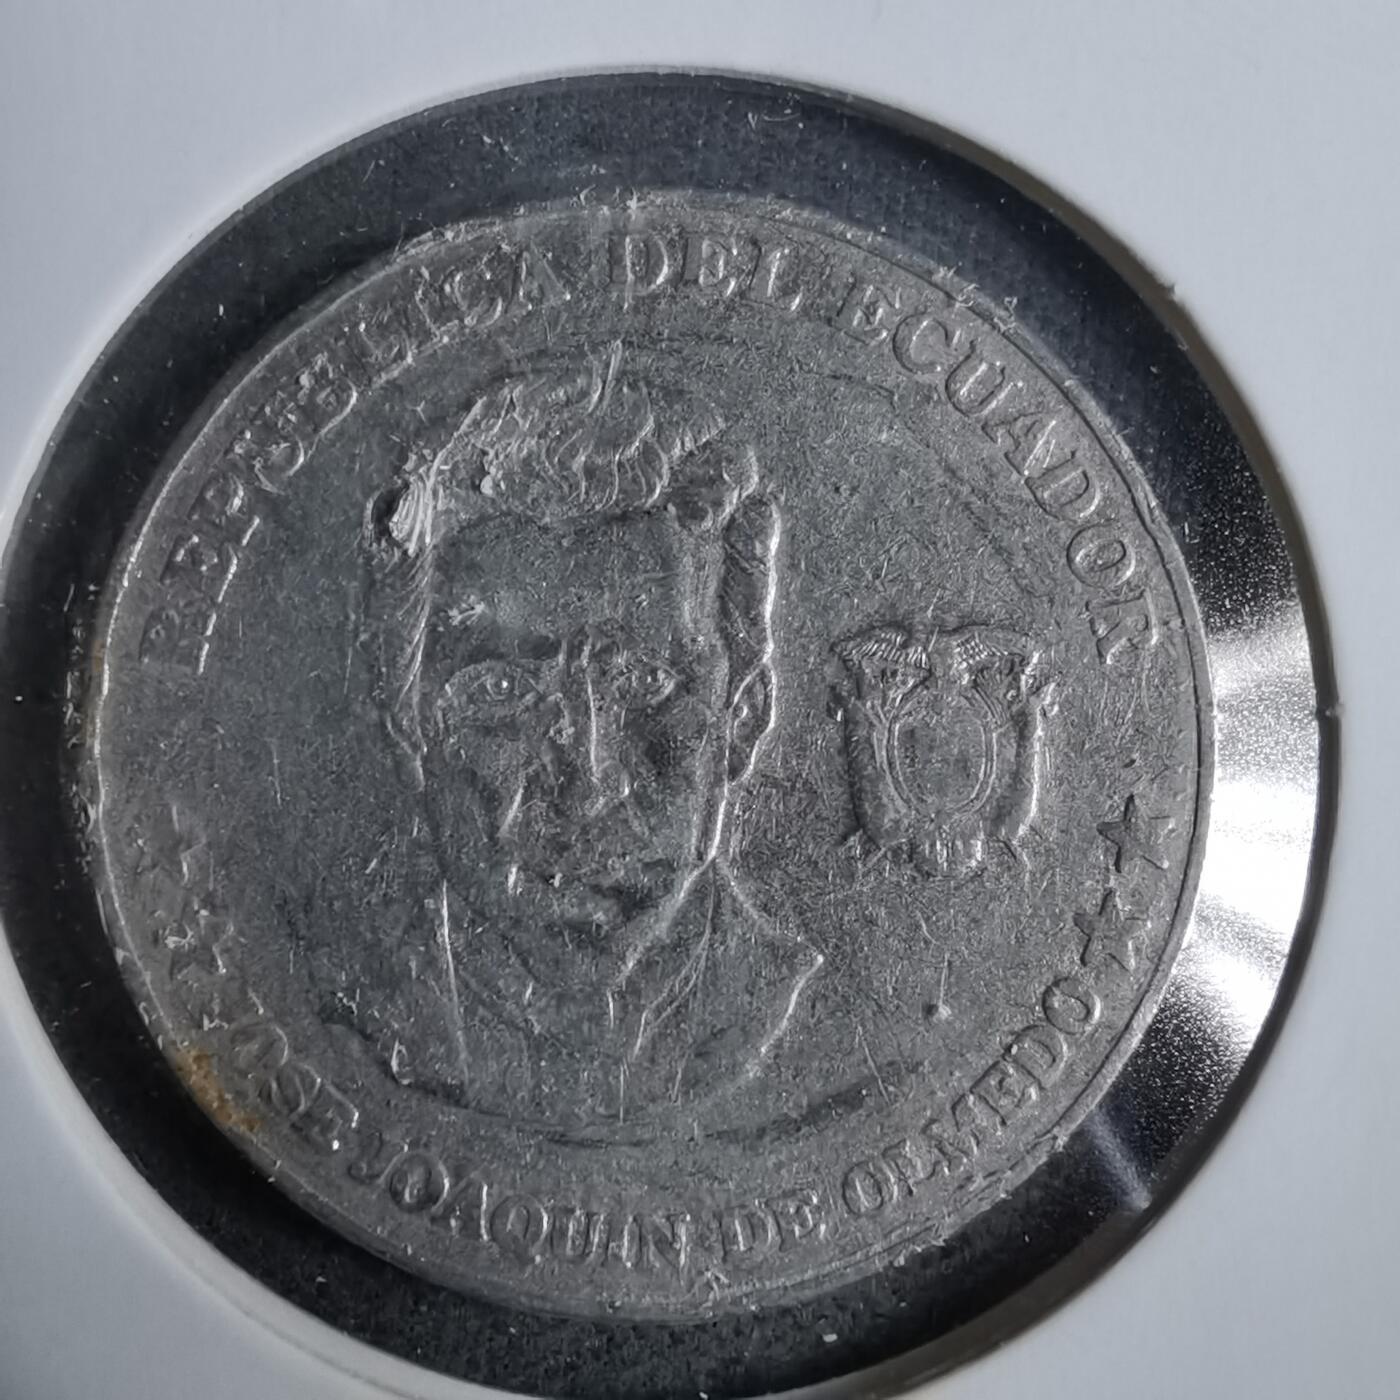 REPUBLICA DEL ECUADOR
JOSE JOAQUIN DE OLMEDO